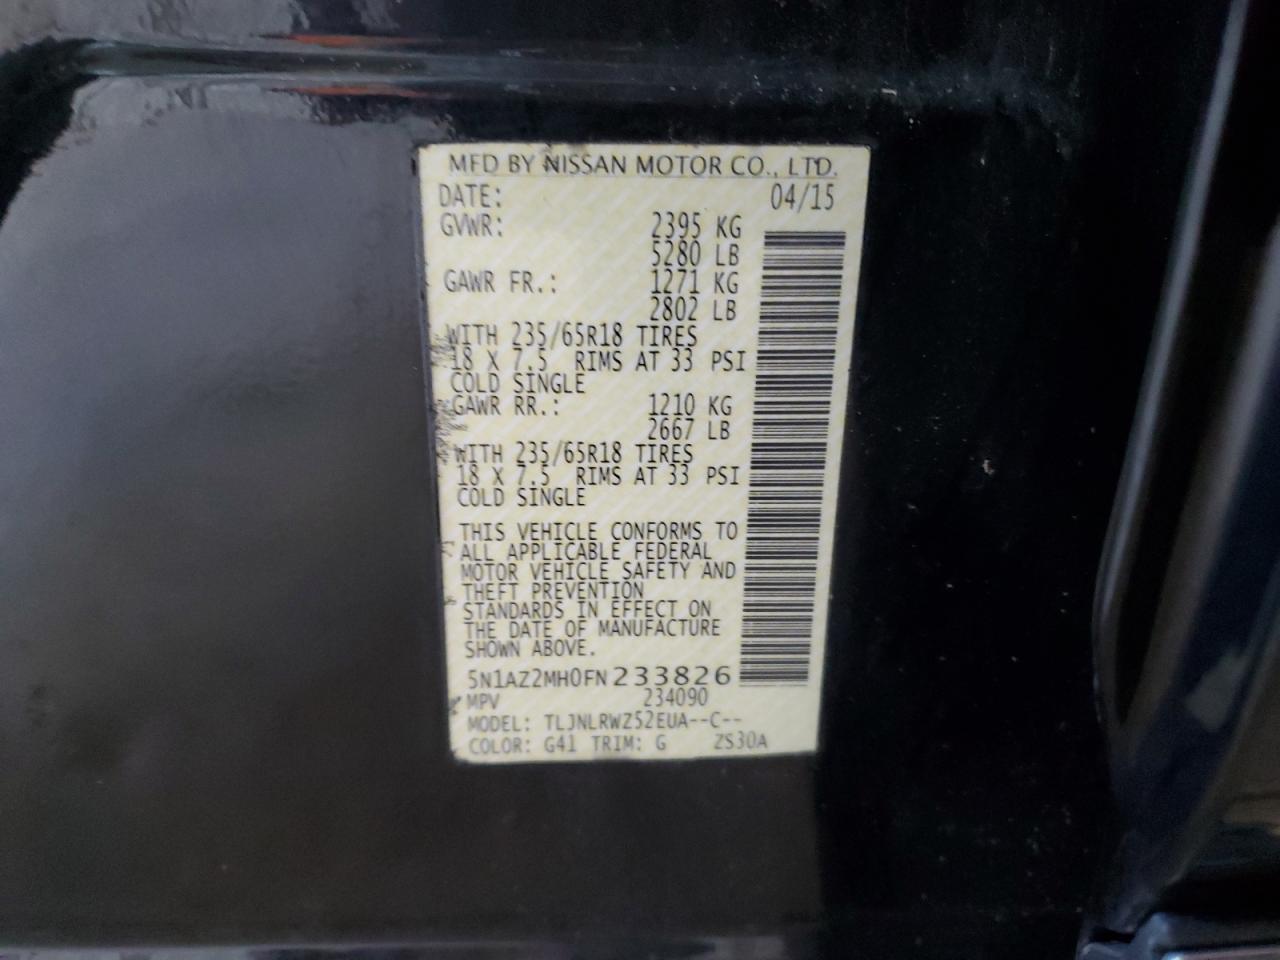 MFD BY NISSAN MOTOR CO., LTD.
DATE: 04/15
GVWR: 2395 KG
5280 LB
GAWR FR.: 1271 KG
2802 LB
WITH 235/65R18 TIRES
18 X 7.5 RIMS AT 33 PSI
COLD SINGLE
GAWR RR.: 1210 KG
2667 LB
WITH 235/65R18 TIRES
18 X 7.5 RIMS AT 33 PSI
COLD SINGLE
THIS VEHICLE CONFORMS TO
ALL APPLICABLE FEDERAL
MOTOR VEHICLE SAFETY AND
THEFT PREVENTION
STANDARDS IN EFFECT ON
THE DATE OF MANUFACTURE
SHOWN ABOVE.
5N1AZ2MH0FN233826
MPV 234090
MODEL: TLJNLRWZ52EUA--C--
COLOR: G41 TRIM: G ZS30A